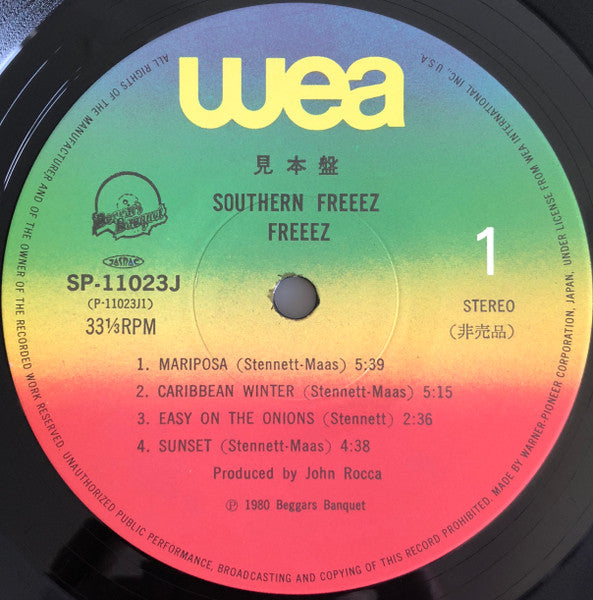 wea
見本盤
SOUTHERN FREEEZ
FREEEZ
Beggars Banquet
JASRAC
SP-11023J
(P-11023J1)
33⅓RPM
1
STEREO
(非売品)
1. MARIPOSA (Stennett-Maas) 5:39
2. CARIBBEAN WINTER (Stennett-Maas) 5:15
3. EASY ON THE ONIONS (Stennett) 2:36
4. SUNSET (Stennett-Maas) 4:38
Produced by John Rocca
Ⓟ 1980 Beggars Banquet
ALL RIGHTS OF THE MANUFACTURER AND OF THE OWNER OF THE RECORDED WORK RESERVED. UNAUTHORIZED PUBLIC PERFORMANCE, BROADCASTING AND COPYING OF THIS RECORD PROHIBITED. MADE BY WARNER-PIONEER CORPORATION, JAPAN, UNDER LICENSE FROM WEA INTERNATIONAL INC., U.S.A.